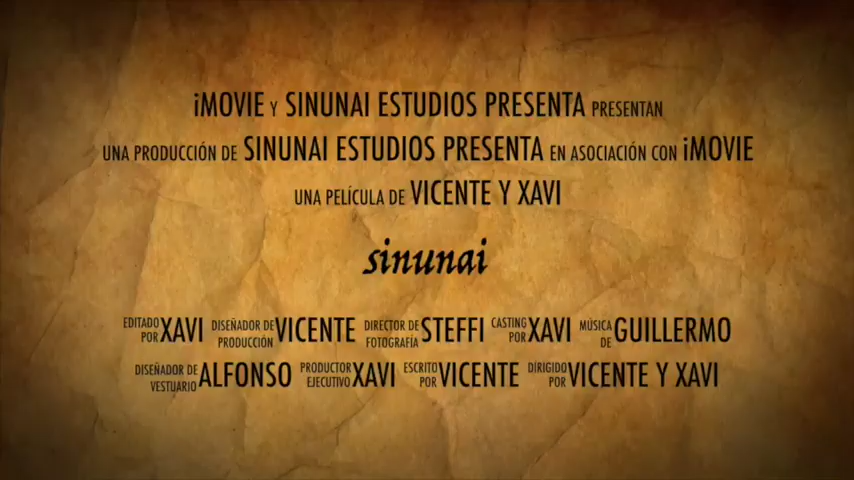 iMOVIE Y SINUNAI ESTUDIOS PRESENTA PRESENTAN
UNA PRODUCCIÓN DE SINUNAI ESTUDIOS PRESENTA EN ASOCIACIÓN CON iMOVIE
UNA PELÍCULA DE VICENTE Y XAVI
sinunai
EDITADO POR XAVI DISEÑADOR DE PRODUCCIÓN VICENTE DIRECTOR DE FOTOGRAFÍA STEFFI CASTING POR XAVI MÚSICA DE GUILLERMO
DISEÑADOR DE VESTUARIO ALFONSO PRODUCTOR EJECUTIVO XAVI ESCRITO POR VICENTE DIRIGIDO POR VICENTE Y XAVI